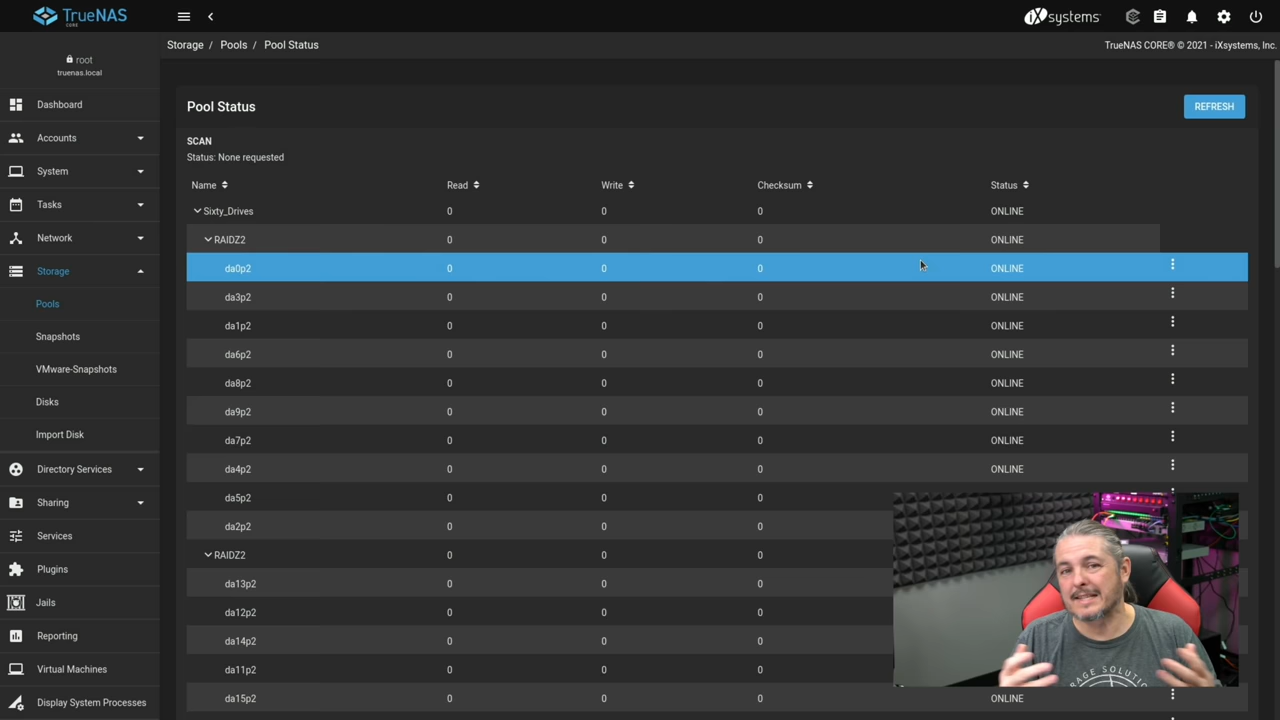 TrueNAS
CORE
iXsystems
root
truenas.local
Storage / Pools / Pool Status
TrueNAS CORE® © 2021 - iXsystems, Inc.
Dashboard
Accounts
System
Tasks
Network
Storage
Pools
Snapshots
VMware-Snapshots
Disks
Import Disk
Directory Services
Sharing
Services
Plugins
Jails
Reporting
Virtual Machines
Display System Processes
Pool Status
REFRESH
SCAN
Status: None requested
Name Read Write Checksum Status
Sixty_Drives 0 0 0 ONLINE
RAIDZ2 0 0 0 ONLINE
da0p2 0 0 0 ONLINE
da3p2 0 0 0 ONLINE
da1p2 0 0 0 ONLINE
da6p2 0 0 0 ONLINE
da8p2 0 0 0 ONLINE
da9p2 0 0 0 ONLINE
da7p2 0 0 0 ONLINE
da4p2 0 0 0 ONLINE
da5p2 0 0 0
da2p2 0 0 0
RAIDZ2 0 0 0
da13p2 0 0 0
da12p2 0 0 0
da14p2 0 0 0
da11p2 0 0 0
da15p2 0 0 0 ONLINE